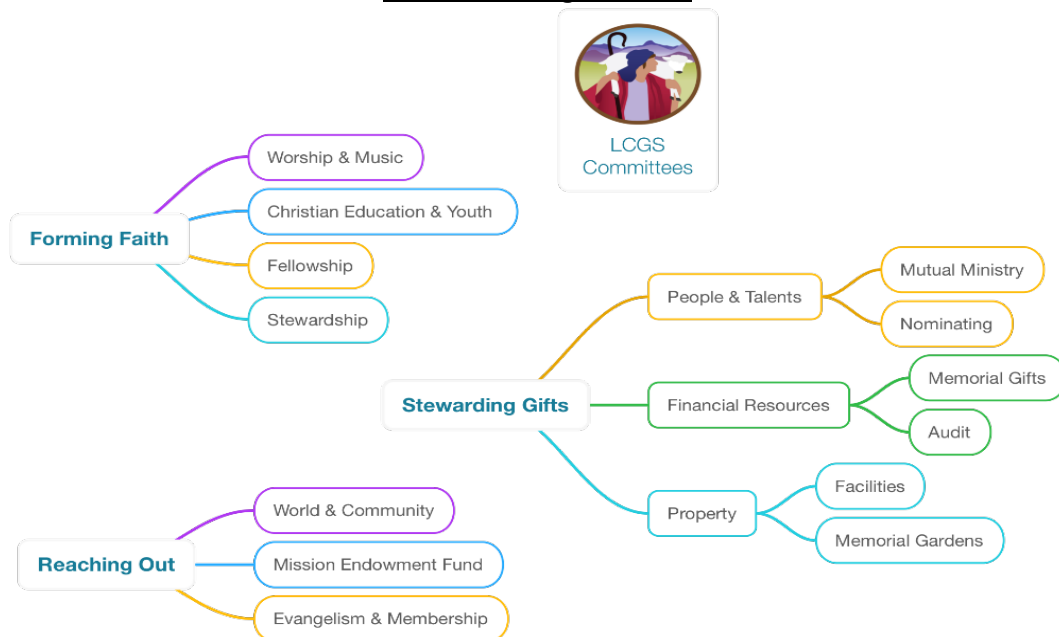 LCGS
Committees
Forming Faith
Worship & Music
Christian Education & Youth
Fellowship
Stewardship
Stewarding Gifts
People & Talents
Mutual Ministry
Nominating
Financial Resources
Memorial Gifts
Audit
Property
Facilities
Memorial Gardens
Reaching Out
World & Community
Mission Endowment Fund
Evangelism & Membership